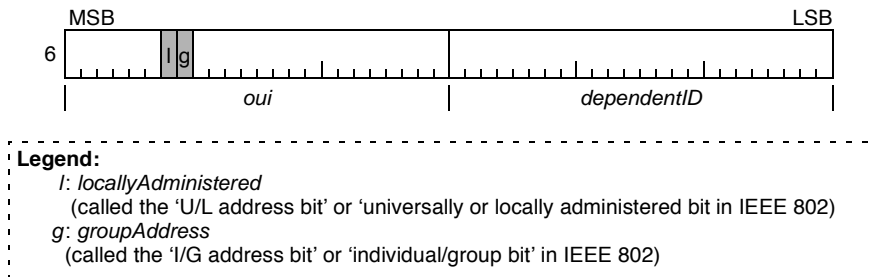 MSB LSB
6 l g
oui dependentID
Legend:
l: locallyAdministered
(called the 'U/L address bit' or 'universally or locally administered bit in IEEE 802)
g: groupAddress
(called the 'I/G address bit' or 'individual/group bit' in IEEE 802)